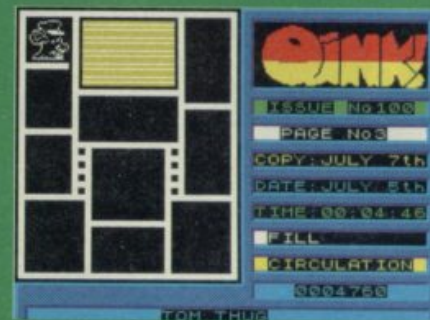 OINK!
ISSUE No100
PAGE No3
COPY:JULY 7th
DATE:JULY 5th
TIME:00:04:46
FILL
CIRCULATION
0004760
TOM THUG